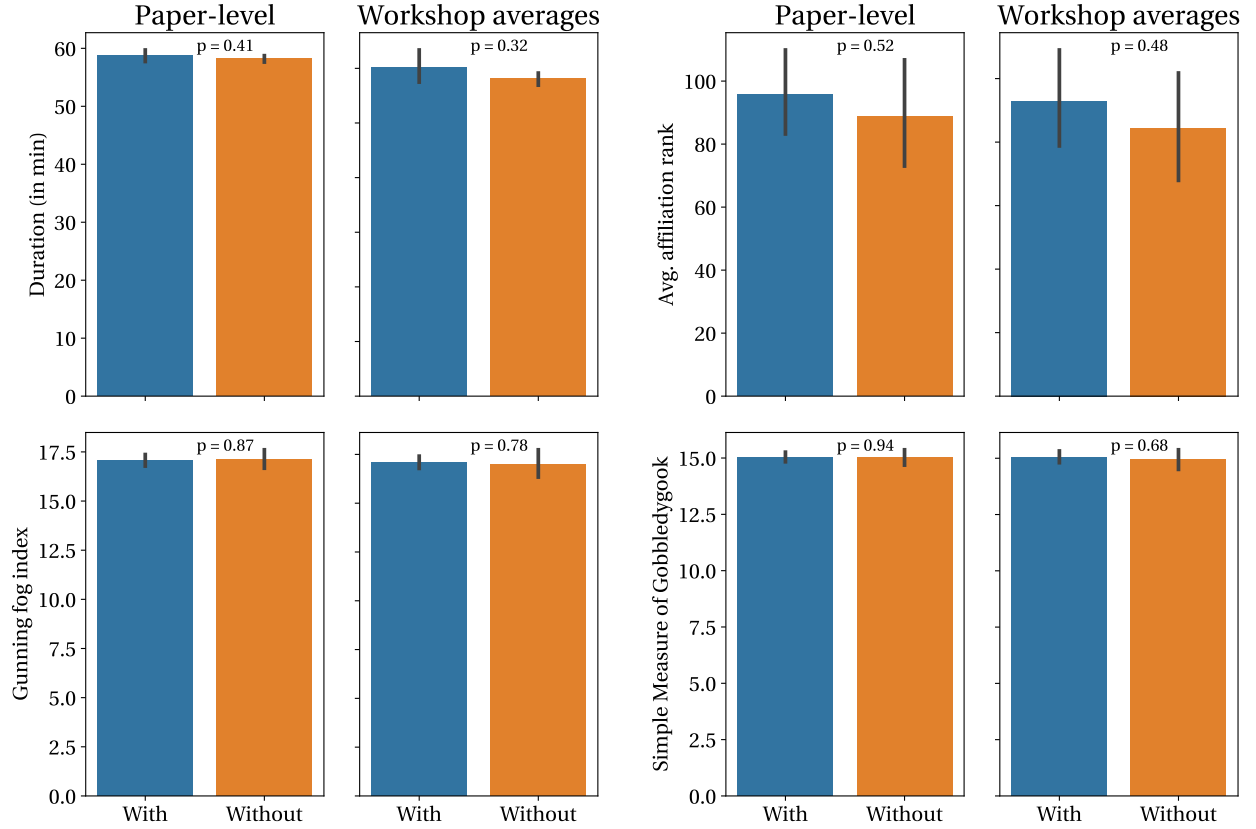 Paper-level
Workshop averages
Paper-level
Workshop averages
Duration (in min)
60
50
40
30
20
10
0
p = 0.41
p = 0.32
Avg. affiliation rank
100
80
60
40
20
0
p = 0.52
p = 0.48
Gunning fog index
17.5
15.0
12.5
10.0
7.5
5.0
2.5
0.0
p = 0.87
With
Without
p = 0.78
With
Without
Simple Measure of Gobbledygook
15.0
12.5
10.0
7.5
5.0
2.5
0.0
p = 0.94
With
Without
p = 0.68
With
Without